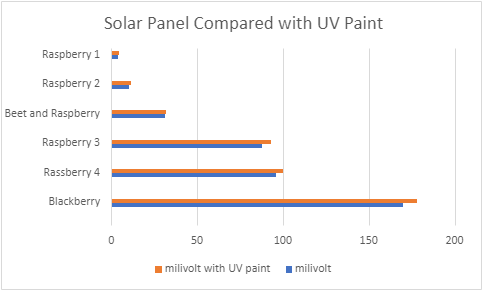 Solar Panel Compared with UV Paint
Raspberry 1
Raspberry 2
Beet and Raspberry
Raspberry 3
Rassberry 4
Blackberry
0 50 100 150 200
milivolt with UV paint milivolt